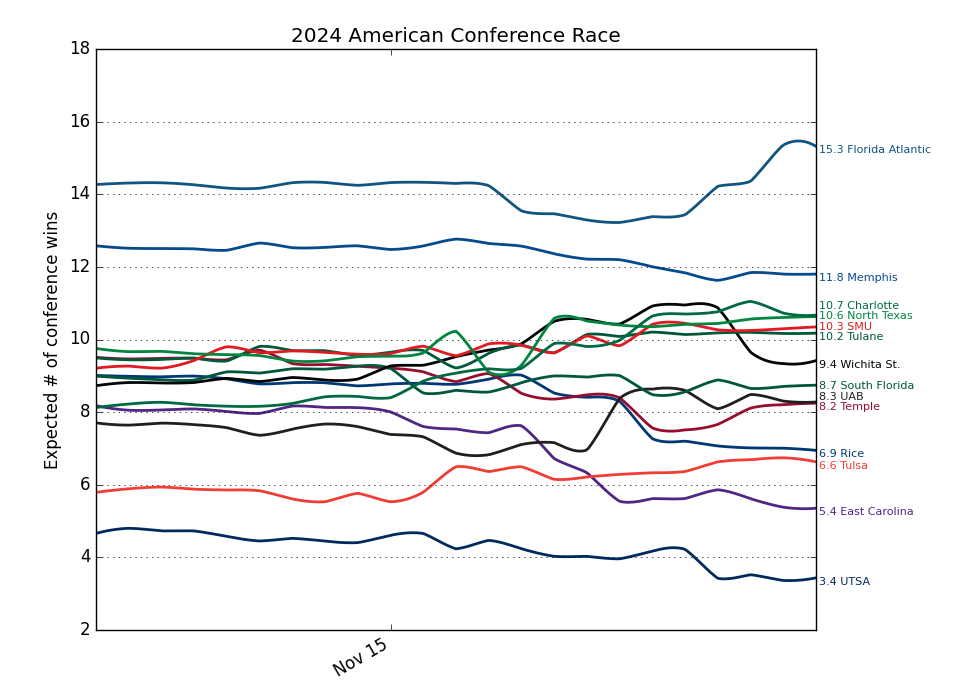 2024 American Conference Race
Expected # of conference wins
18
16
14
12
10
8
6
4
2
Nov 15
15.3 Florida Atlantic
11.8 Memphis
10.7 Charlotte
10.6 North Texas
10.3 SMU
10.2 Tulane
9.4 Wichita St.
8.7 South Florida
8.3 UAB
8.2 Temple
6.9 Rice
6.6 Tulsa
5.4 East Carolina
3.4 UTSA